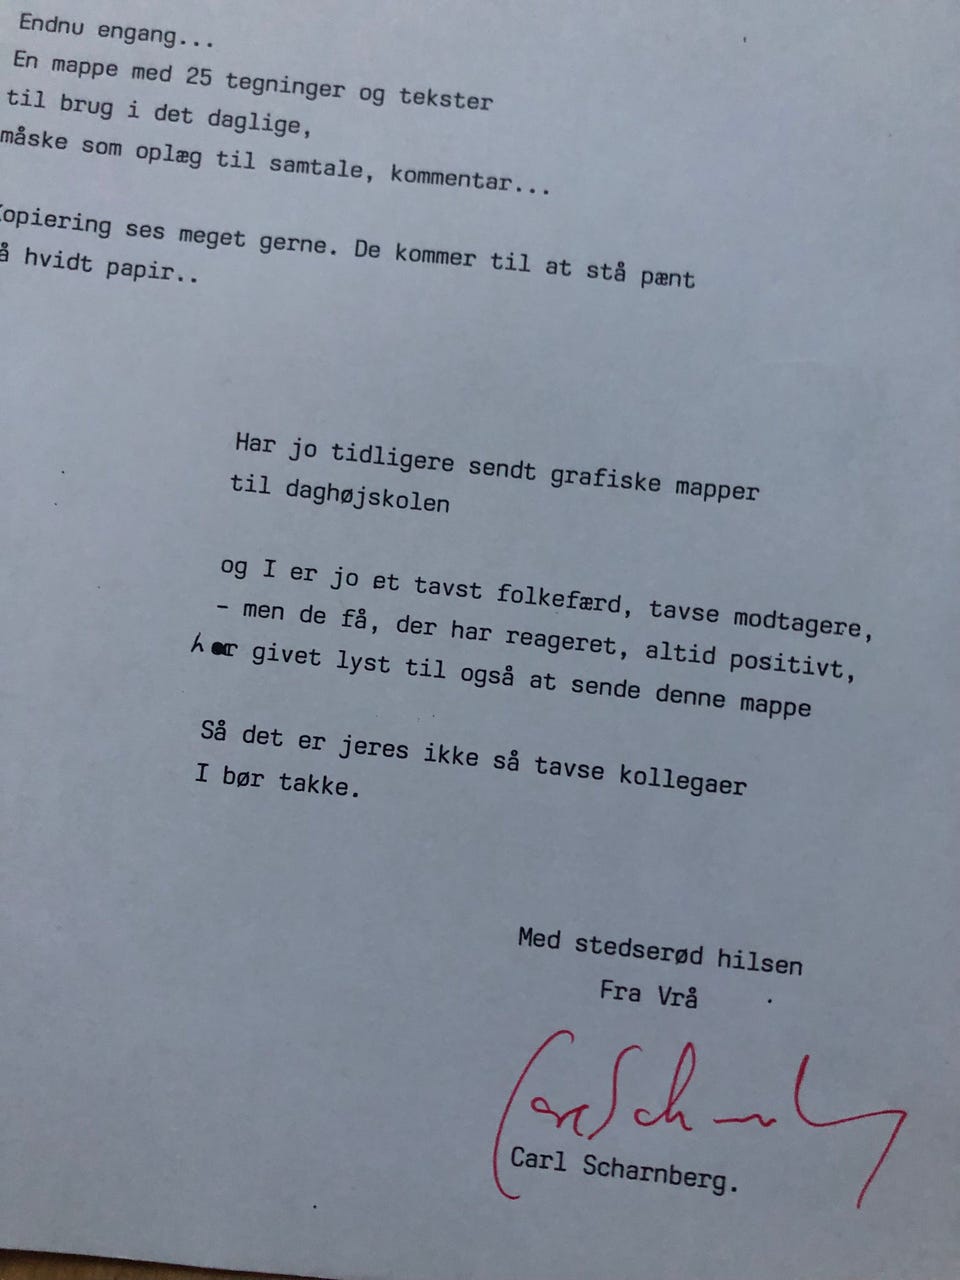 Endnu engang...
En mappe med 25 tegninger og tekster
til brug i det daglige,
måske som oplæg til samtale, kommentar...
Kopiering ses meget gerne. De kommer til at stå pænt
å hvidt papir..
Har jo tidligere sendt grafiske mapper
til daghøjskolen
og I er jo et tavst folkefærd, tavse modtagere,
- men de få, der har reageret, altid positivt,
har givet lyst til også at sende denne mappe
Så det er jeres ikke så tavse kollegaer
I bør takke.
Med stedserød hilsen
Fra Vrå
Carl Scharnberg
Carl Scharnberg.